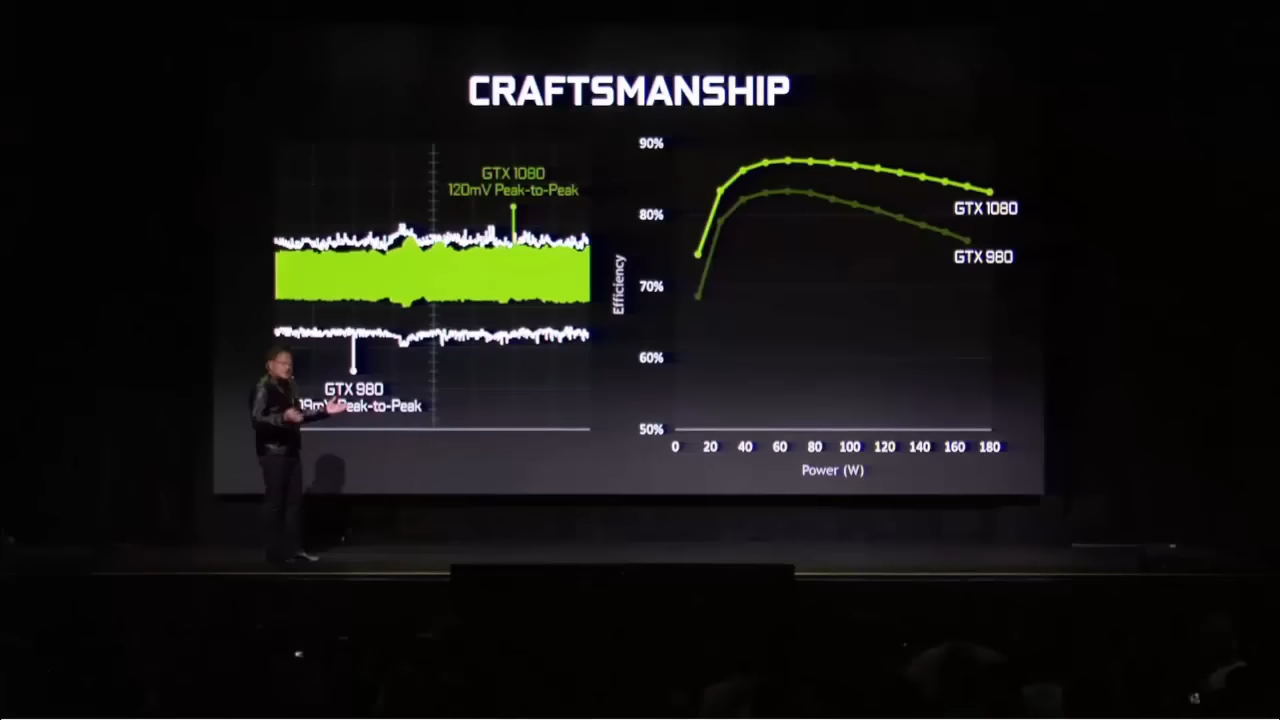 CRAFTSMANSHIP
GTX 1080
120mV Peak-to-Peak
GTX 980
Peak-to-Peak
90%
80%
70%
60%
50%
Efficiency
GTX 1080
GTX 980
0 20 40 60 80 100 120 140 160 180
Power (W)